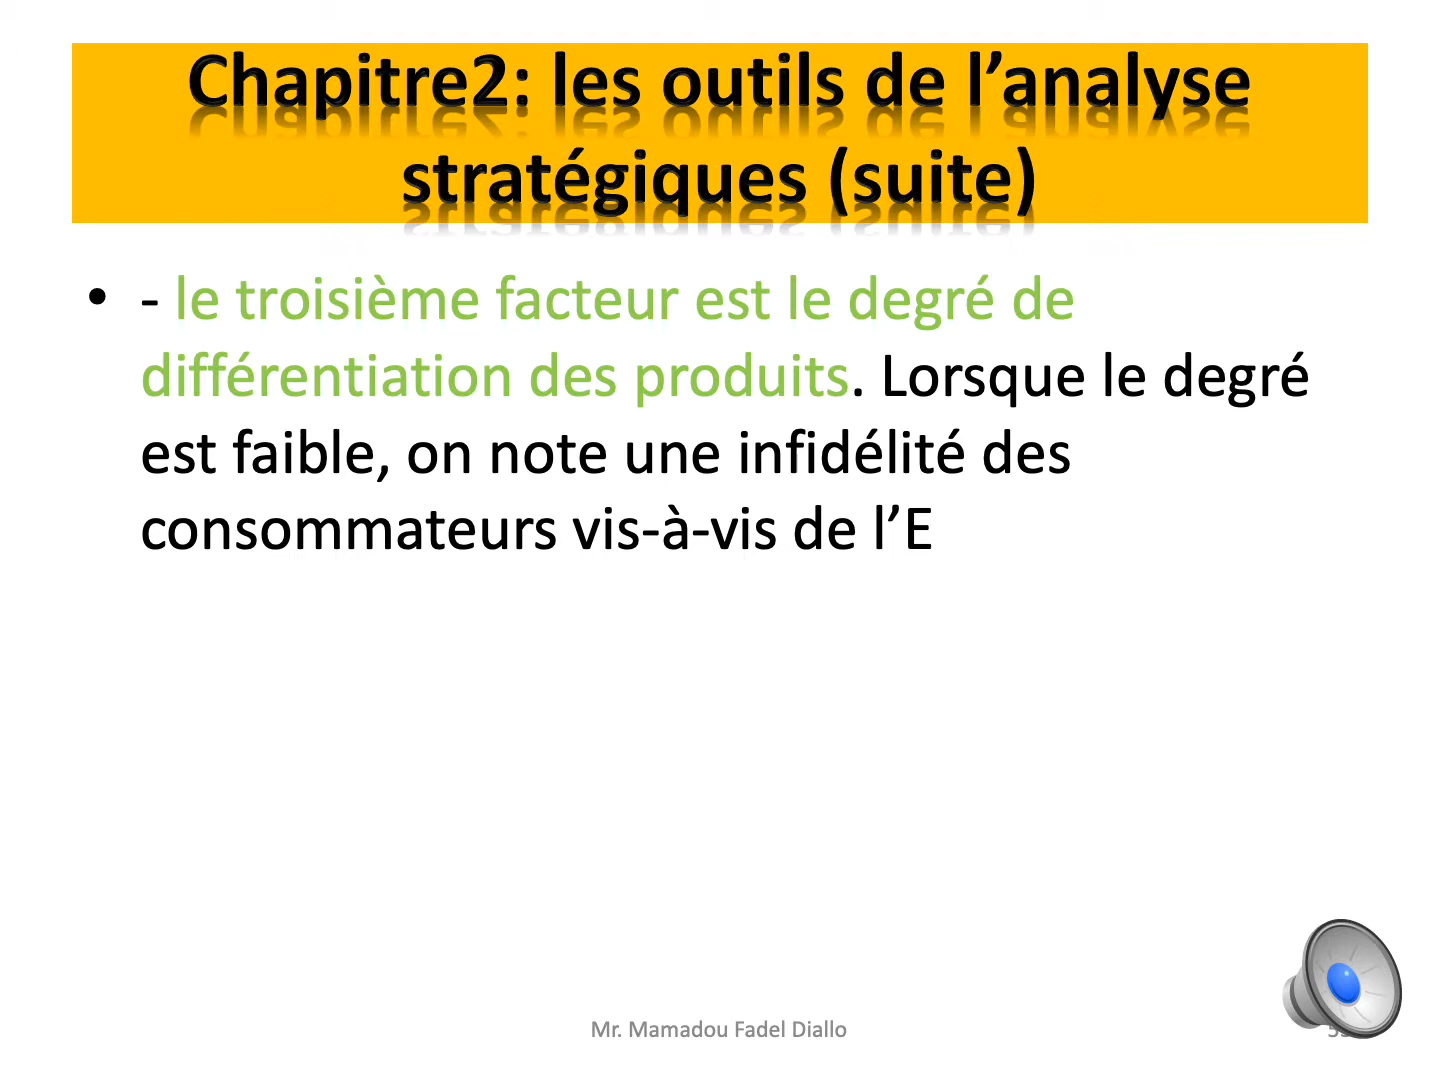 Chapitre2: les outils de l’analyse
stratégiques (suite)
• - le troisième facteur est le degré de
différentiation des produits. Lorsque le degré
est faible, on note une infidélité des
consommateurs vis-à-vis de l’E
Mr. Mamadou Fadel Diallo